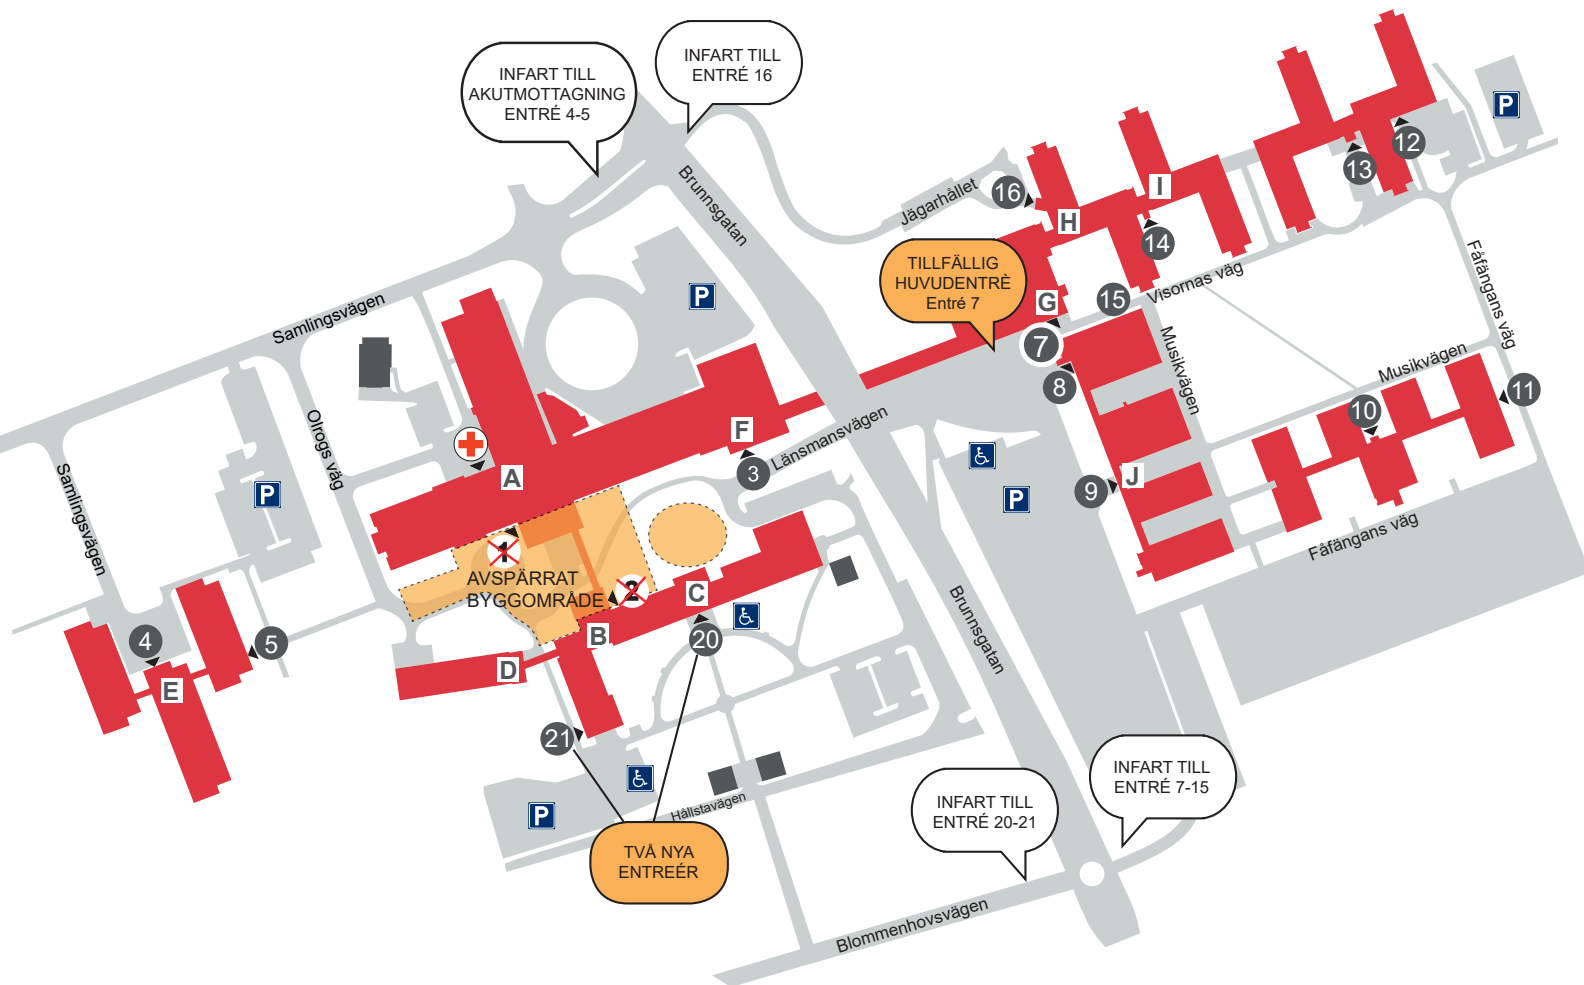 INFART TILL
ENTRÉ 16
INFART TILL
AKUTMOTTAGNING
ENTRÉ 4-5
P
12
13
Brunnsgatan
16
Jägarhållet
I
H
14
TILLFÄLLIG
HUVUDENTRÈ
Entré 7
Visornas väg
Fåfängans väg
Samlingsvägen
P
G
15
7
8
Musikvägen
Musikvägen
11
10
Olrogs väg
Länsmansvägen
F
3
A
P
Samlingsvägen
P
9
J
Fåfängans väg
1
AVSPÄRRAT
BYGGOMRÅDE
2
C
20
B
D
4
5
E
Brunnsgatan
21
P
Hållstavägen
INFART TILL
ENTRÉ 7-15
INFART TILL
ENTRÉ 20-21
TVÅ NYA
ENTREÉR
Blommenhovsvägen